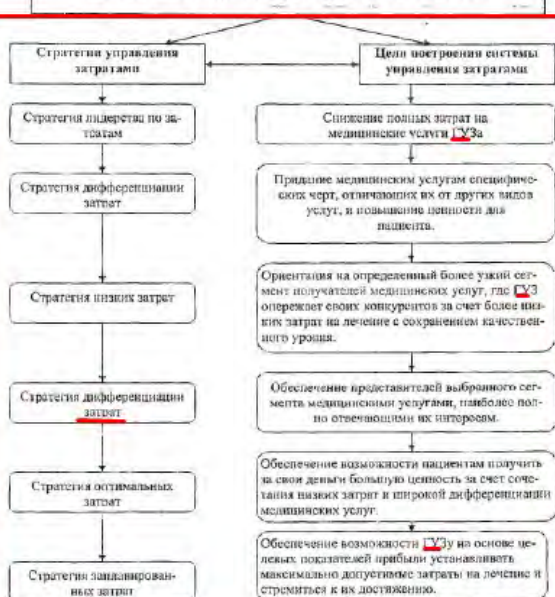 Стратегии управления
затратами
Цели построения системы
управления затратами
Стратегия лидерства по за-
тратам
Снижение полных затрат на
медицинские услуги ГУЗа
Стратегия дифференциации
затрат
Придание медицинским услугам специфичес-
ких черт, отличающих их от других видов
услуг, и повышение ценности для
пациента.
Стратегия низких затрат
Ориентация на определенный более узкий сег-
мент получателей медицинских услуг, где ГУЗ
опережает своих конкурентов за счет более низ-
ких затрат на лечение с сохранением качествен-
ного уровня.
Стратегия дифференциации
затрат
Обеспечение представителей выбранного сег-
мента медицинскими услугами, наиболее пол-
но отвечающими их интересам.
Стратегия оптимальных
затрат
Обеспечение возможности пациентам получить
за свои деньги большую ценность за счет соче-
тания низких затрат и широкой дифференциации
медицинских услуг.
Стратегия запланирован-
ных затрат
Обеспечение возможности ГУЗу на основе це-
левых показателей прибыли устанавливать
максимально допустимые затраты на лечение и
стремиться к их достижению.